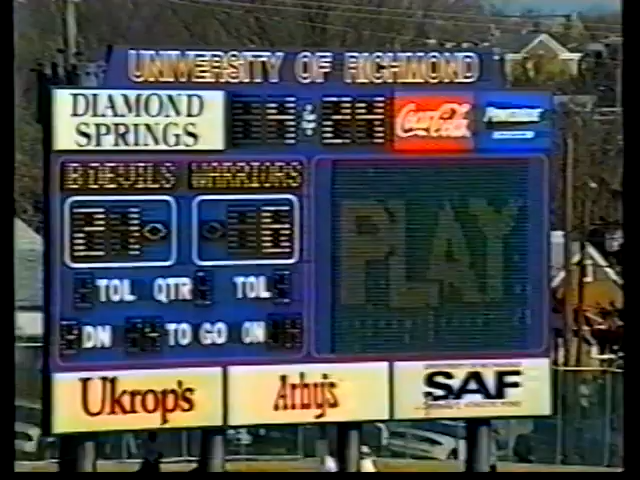 UNIVERSITY OF RICHMOND
DIAMOND
SPRINGS
Coca-Cola
B DEVILS WARRIORS
PLAY
TOL QTR TOL
DN TO GO ON
Ukrop's
Arby's
SAF